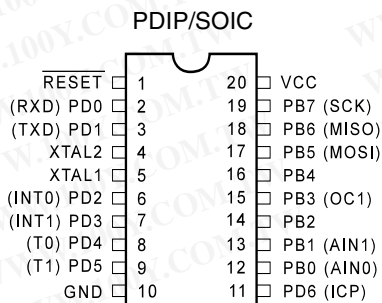 PDIP/SOIC
RESET 1 20 VCC
(RXD) PD0 2 19 PB7 (SCK)
(TXD) PD1 3 18 PB6 (MISO)
XTAL2 4 17 PB5 (MOSI)
XTAL1 5 16 PB4
(INT0) PD2 6 15 PB3 (OC1)
(INT1) PD3 7 14 PB2
(T0) PD4 8 13 PB1 (AIN1)
(T1) PD5 9 12 PB0 (AIN0)
GND 10 11 PD6 (ICP)